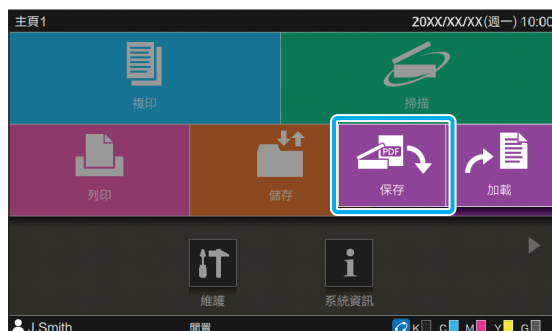 主頁1 20XX/XX/XX(週一) 10:00
複印 掃描
PDF
列印 儲存 保存 加載
維護 系統資訊
J.Smith 閒置 K C M Y G